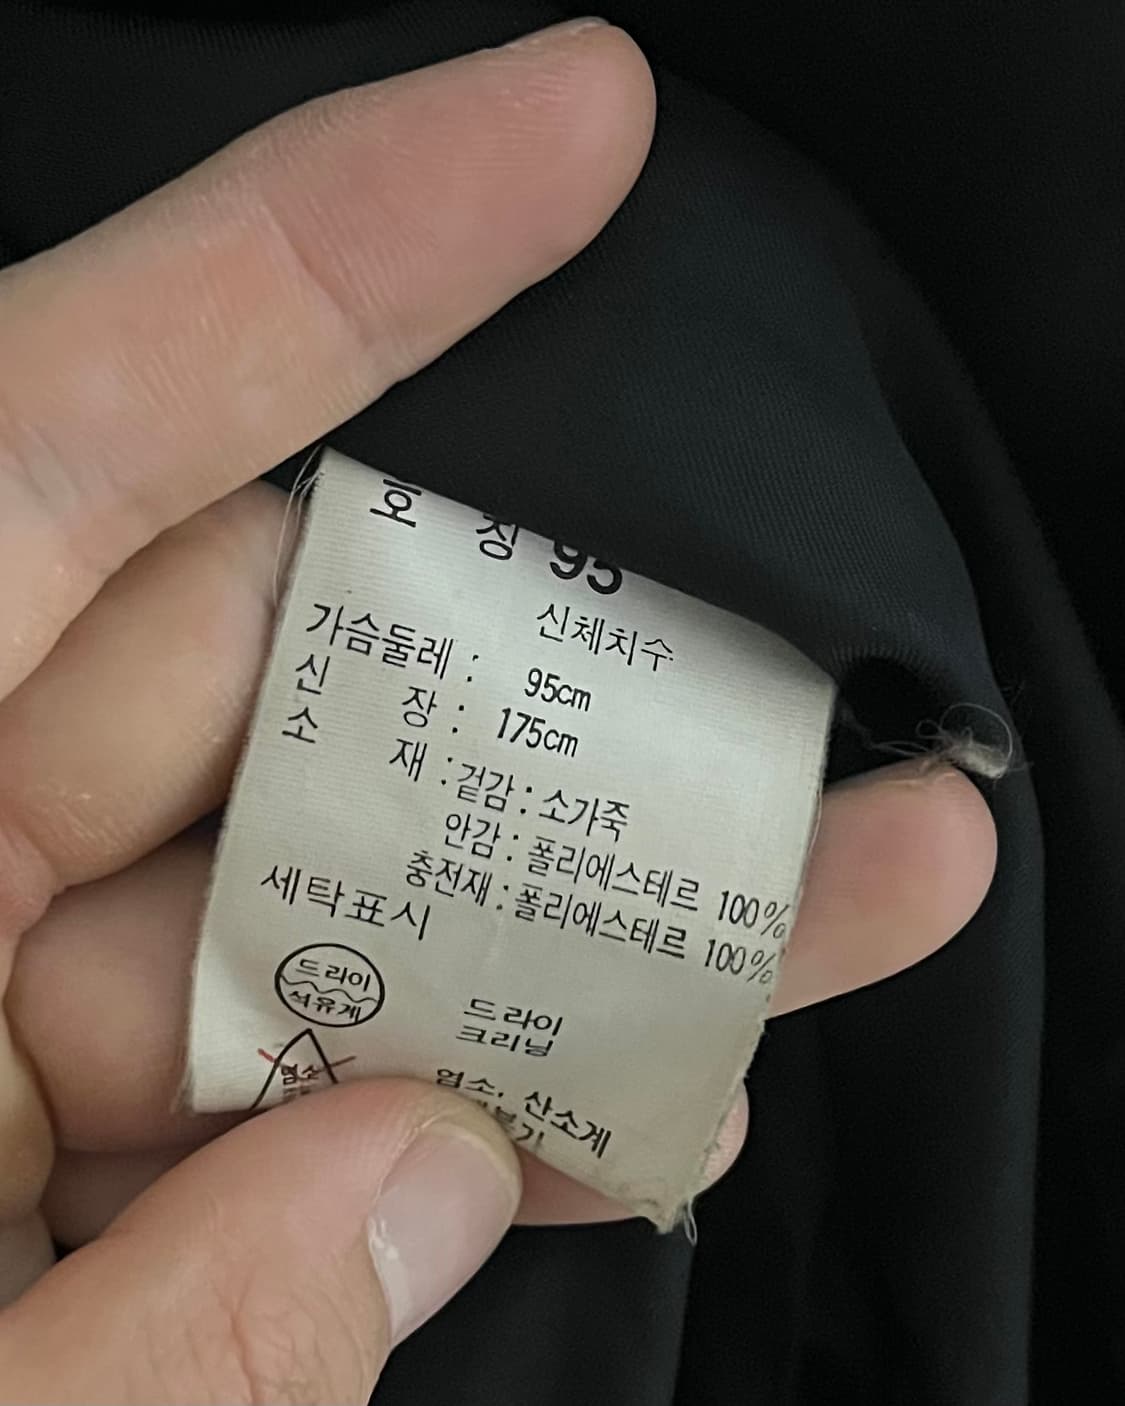 호 칭 95
신체치수
가슴둘레 : 95cm
신 장 : 175cm
소 재 : 겉감 : 소가죽
안감 : 폴리에스테르 100%
충전재 : 폴리에스테르 100%
세탁표시
드라이
석유계
드라이
크리닝
염소
염소, 산소계